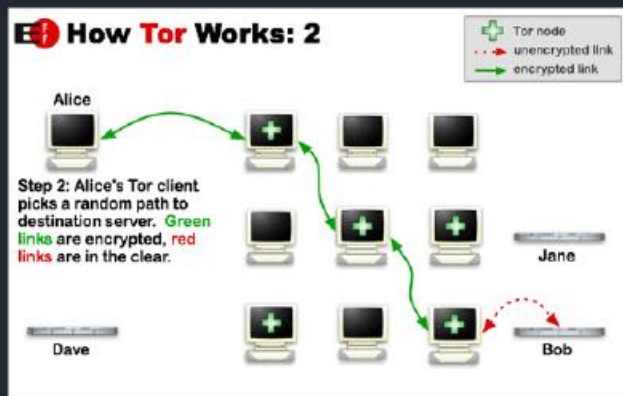 E EFF How Tor Works: 2
Tor node
unencrypted link
encrypted link
Alice
Step 2: Alice's Tor client
picks a random path to
destination server. Green
links are encrypted, red
links are in the clear.
Jane
Dave
Bob